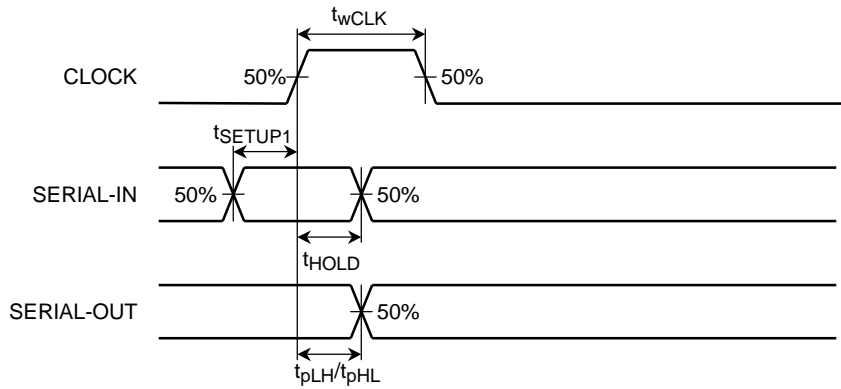 twCLK
CLOCK 50% 50%
tSETUP1
SERIAL-IN 50% 50%
tHOLD
SERIAL-OUT 50%
tpLH/tpHL